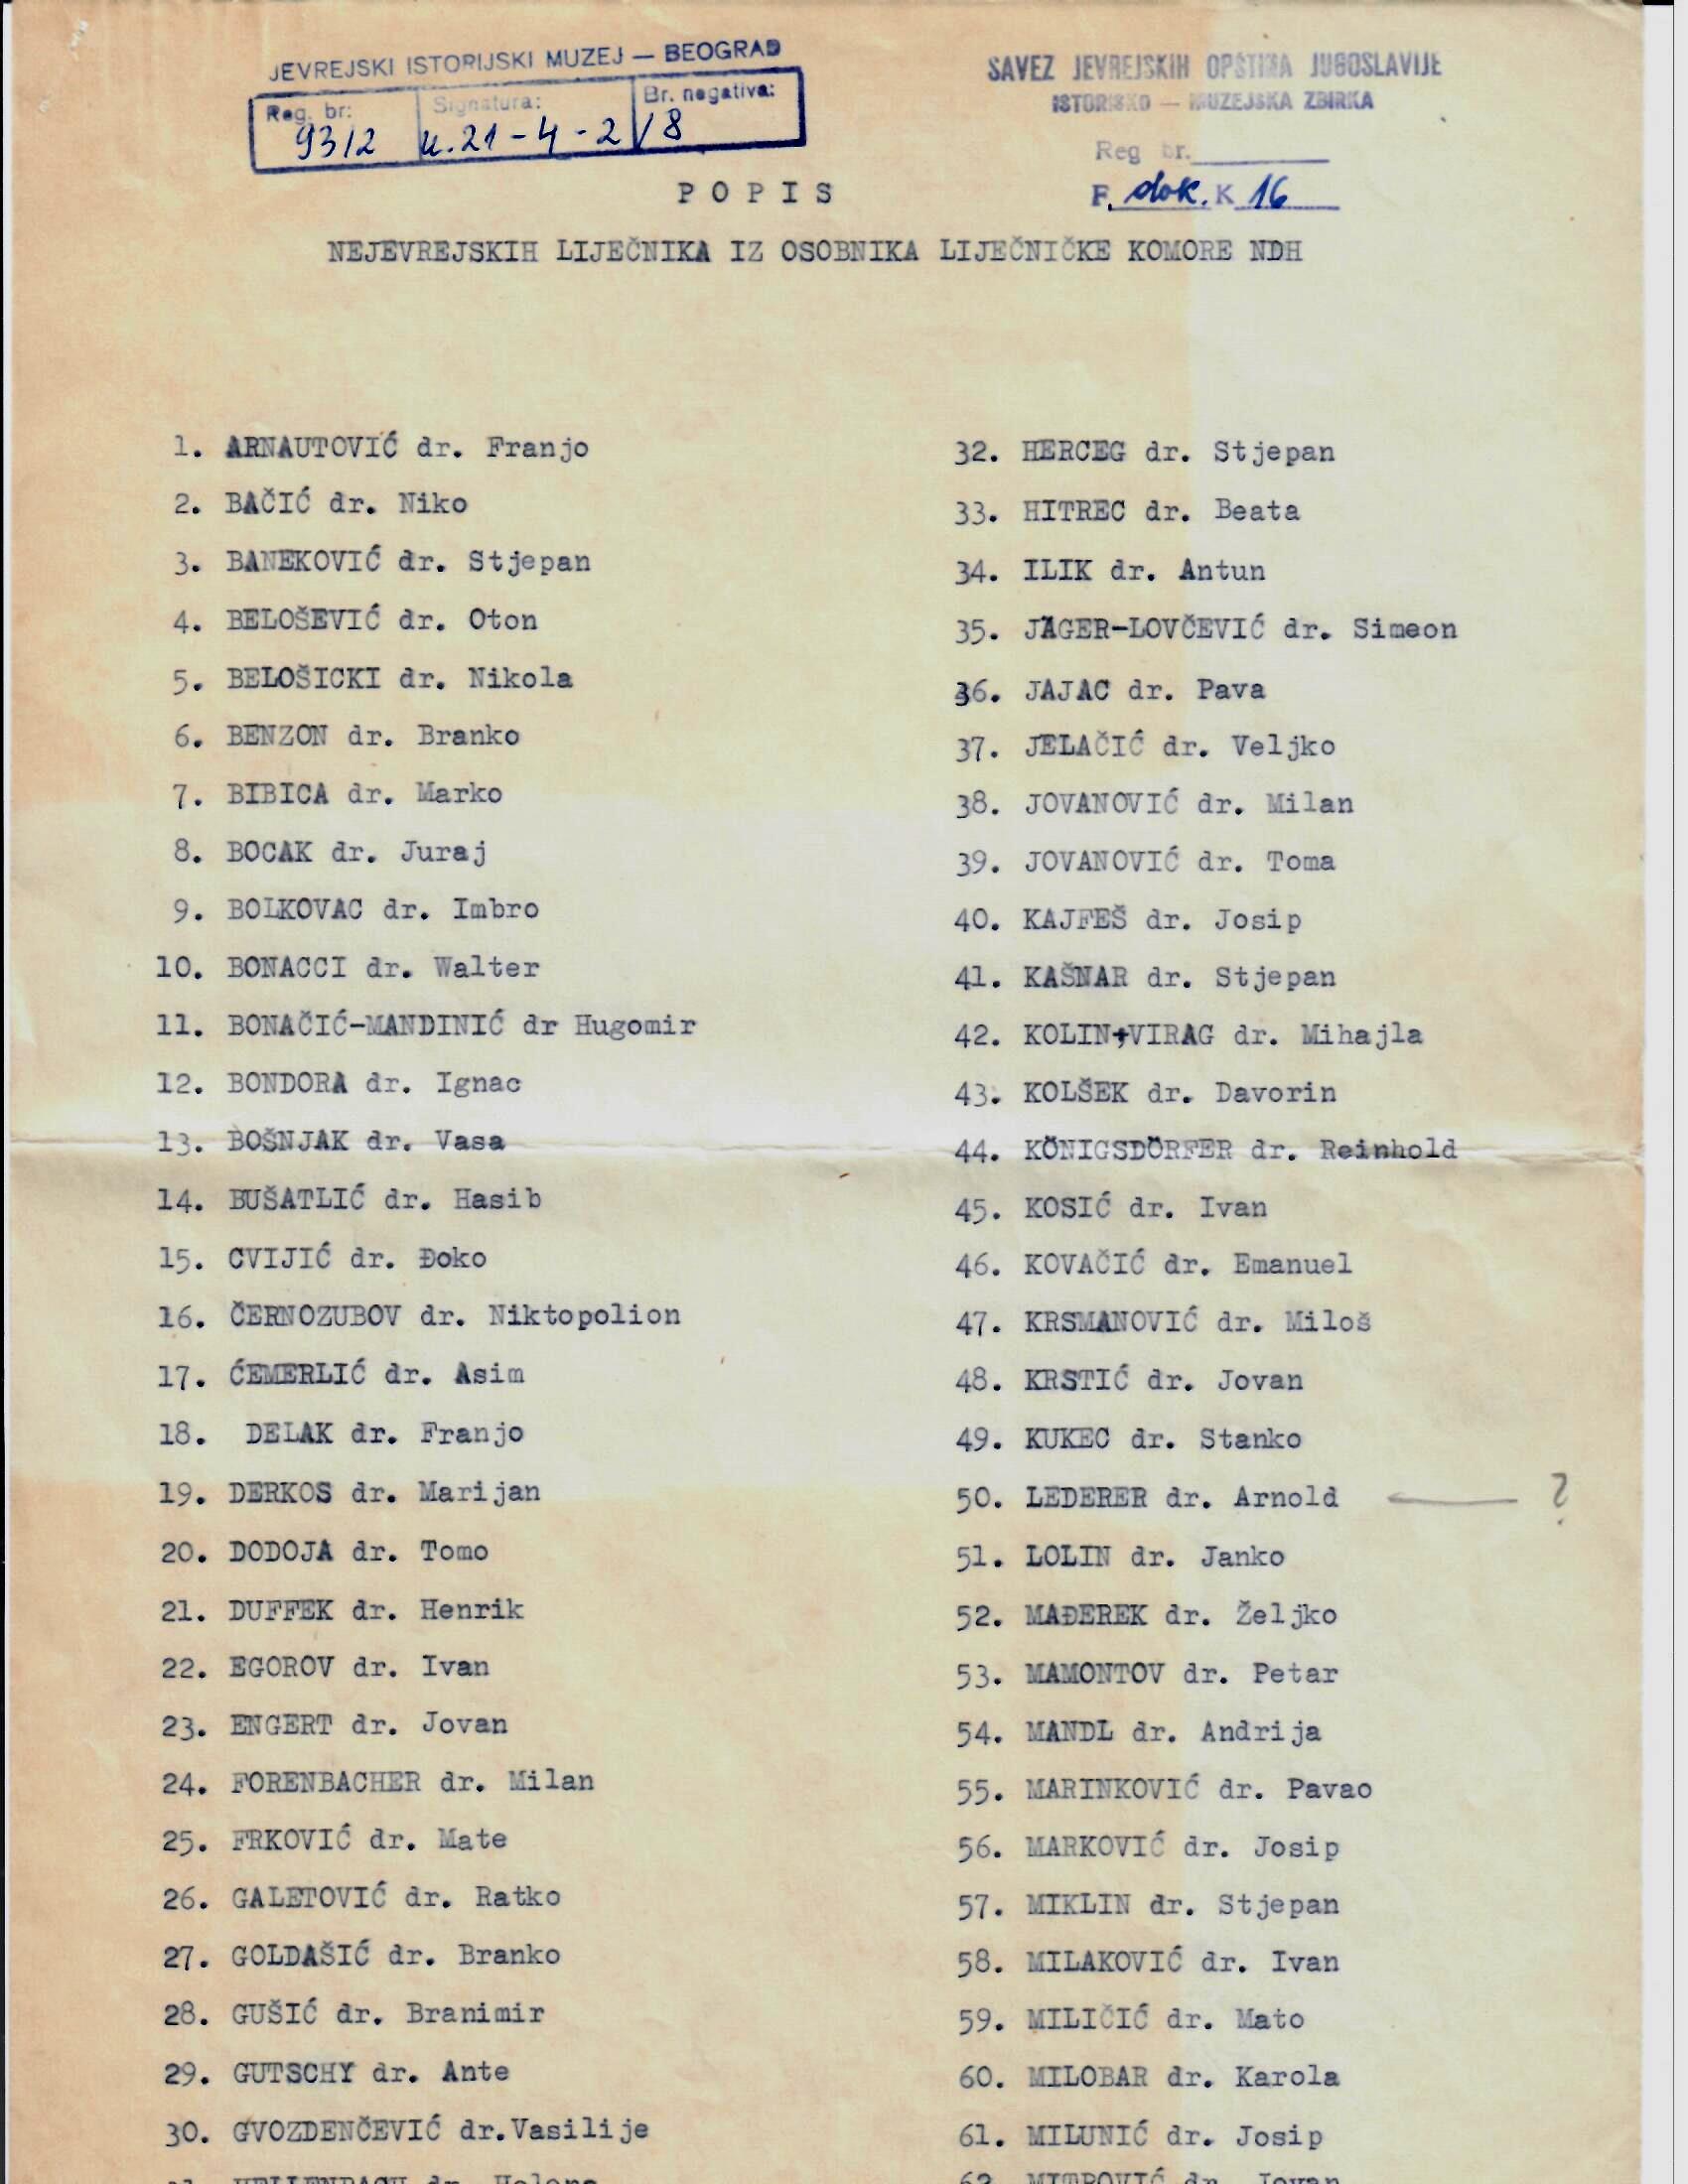 JEVREJSKI ISTORIJSKI MUZEJ — BEOGRAD
Reg. br: Signatura: Br. negativa:
9312 k.21-4-2/8
SAVEZ JEVREJSKIH OPŠTINA JUGOSLAVIJE
ISTORISKO — MUZEJSKA ZBIRKA
Reg br.
F. dok. K 16
POPIS
NEJEVREJSKIH LIJEČNIKA IZ OSOBNIKA LIJEČNIČKE KOMORE NDH
1. ARNAUTOVIĆ dr. Franjo
2. BAČIĆ dr. Niko
3. BANEKOVIĆ dr. Stjepan
4. BELOŠEVIĆ dr. Oton
5. BELOŠICKI dr. Nikola
6. BENZON dr. Branko
7. BIBICA dr. Marko
8. BOCAK dr. Juraj
9. BOLKOVAC dr. Imbro
10. BONACCI dr. Walter
11. BONAČIĆ-MANDINIĆ dr Hugomir
12. BONDORA dr. Ignac
13. BOŠNJAK dr. Vasa
14. BUŠATLIĆ dr. Hasib
15. CVIJIĆ dr. Đoko
16. ČERNOZUBOV dr. Niktopolion
17. ĆEMERLIĆ dr. Asim
18. DELAK dr. Franjo
19. DERKOS dr. Marijan
20. DODOJA dr. Tomo
21. DUFFEK dr. Henrik
22. EGOROV dr. Ivan
23. ENGERT dr. Jovan
24. FORENBACHER dr. Milan
25. FRKOVIĆ dr. Mate
26. GALETOVIĆ dr. Ratko
27. GOLDAŠIĆ dr. Branko
28. GUŠIĆ dr. Branimir
29. GUTSCHY dr. Ante
30. GVOZDENČEVIĆ dr.Vasilije
32. HERCEG dr. Stjepan
33. HITREC dr. Beata
34. ILIK dr. Antun
35. JÄGER-LOVČEVIĆ dr. Simeon
36. JAJAC dr. Pava
37. JELAČIĆ dr. Veljko
38. JOVANOVIĆ dr. Milan
39. JOVANOVIĆ dr. Toma
40. KAJFEŠ dr. Josip
41. KAŠNAR dr. Stjepan
42. KOLIN-VIRAG dr. Mihajla
43. KOLŠEK dr. Davorin
44. KÖNIGSDÖRFER dr. Reinhold
45. KOSIĆ dr. Ivan
46. KOVAČIĆ dr. Emanuel
47. KRSMANOVIĆ dr. Miloš
48. KRSTIĆ dr. Jovan
49. KUKEC dr. Stanko
50. LEDERER dr. Arnold — ?
51. LOLIN dr. Janko
52. MAĐEREK dr. Željko
53. MAMONTOV dr. Petar
54. MANDL dr. Andrija
55. MARINKOVIĆ dr. Pavao
56. MARKOVIĆ dr. Josip
57. MIKLIN dr. Stjepan
58. MILAKOVIĆ dr. Ivan
59. MILIČIĆ dr. Mato
60. MILOBAR dr. Karola
61. MILUNIĆ dr. Josip